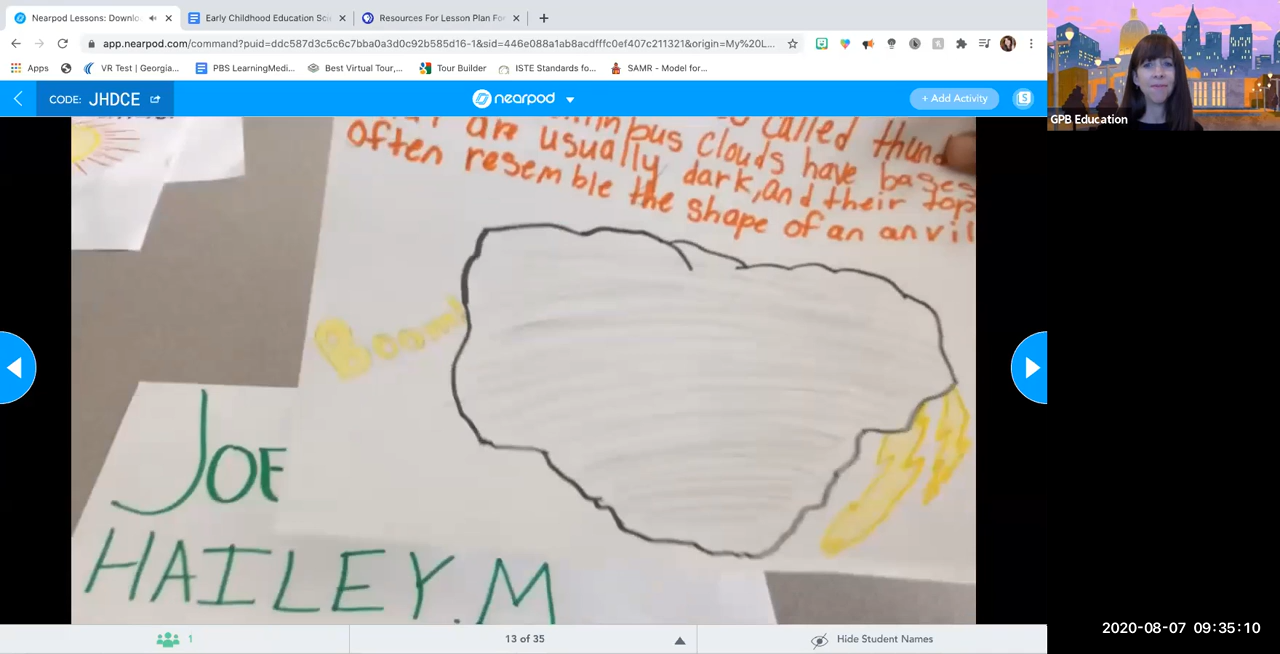 Nearpod Lessons: Downlo
Early Childhood Education Sci
Resources For Lesson Plan For
app.nearpod.com/command?puid=ddc587d3c5c6c7bba0a3d0c92b585d16-1&sid=446e088a1ab8acdfffc0ef407c211321&origin=My%20L...
Apps
VR Test | Georgia...
PBS LearningMedi...
Best Virtual Tour,...
Tour Builder
ISTE Standards fo...
SAMR - Model for...
CODE: JHDCE
nearpod
+ Add Activity
S
GPB Education
called
clouds have bases
are usually dark, and their top
Often resemble the shape of an anvil
Boom!
JOE
HAILEY.M
1
13 of 35
Hide Student Names
2020-08-07 09:35:10